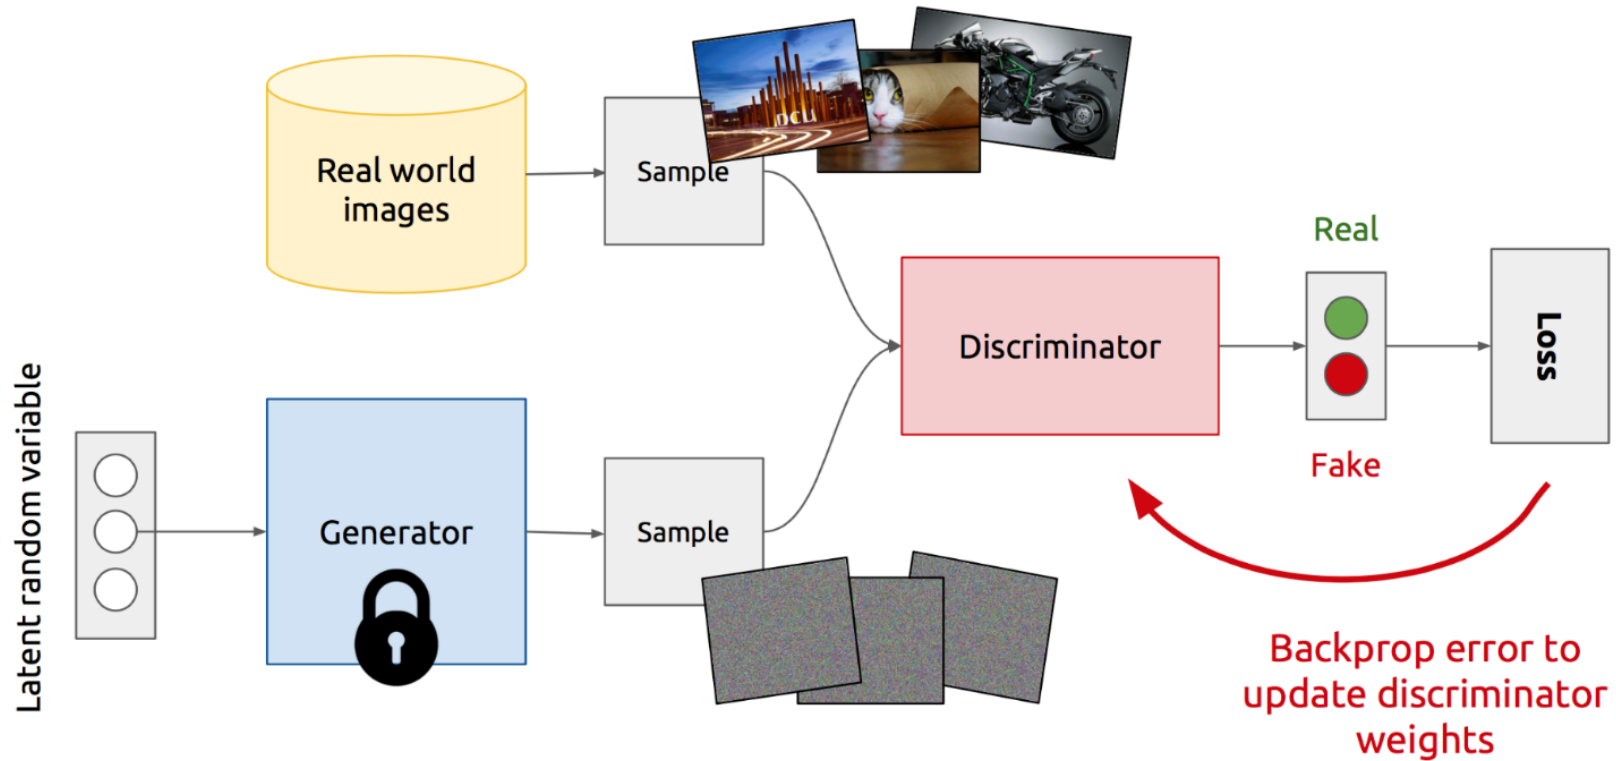 Real world
images
Sample
DCU
Latent random variable
Generator
Sample
Discriminator
Real
Fake
Loss
Backprop error to
update discriminator
weights